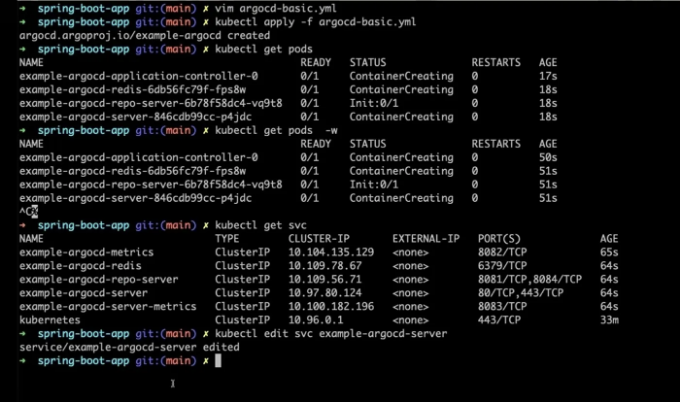 ➜ spring-boot-app git:(main) ✗ vim argocd-basic.yml
➜ spring-boot-app git:(main) ✗ kubectl apply -f argocd-basic.yml
argocd.argoproj.io/example-argocd created
➜ spring-boot-app git:(main) ✗ kubectl get pods
NAME READY STATUS RESTARTS AGE
example-argocd-application-controller-0 0/1 ContainerCreating 0 17s
example-argocd-redis-6db56fc79f-fps8w 0/1 ContainerCreating 0 18s
example-argocd-repo-server-6b78f58dc4-vq9t8 0/1 Init:0/1 0 18s
example-argocd-server-846cdb99cc-p4jdc 0/1 ContainerCreating 0 18s
➜ spring-boot-app git:(main) ✗ kubectl get pods -w
NAME READY STATUS RESTARTS AGE
example-argocd-application-controller-0 0/1 ContainerCreating 0 50s
example-argocd-redis-6db56fc79f-fps8w 0/1 ContainerCreating 0 51s
example-argocd-repo-server-6b78f58dc4-vq9t8 0/1 Init:0/1 0 51s
example-argocd-server-846cdb99cc-p4jdc 0/1 ContainerCreating 0 51s
^C%
➜ spring-boot-app git:(main) ✗ kubectl get svc
NAME TYPE CLUSTER-IP EXTERNAL-IP PORT(S) AGE
example-argocd-metrics ClusterIP 10.104.135.129 <none> 8082/TCP 65s
example-argocd-redis ClusterIP 10.109.78.67 <none> 6379/TCP 64s
example-argocd-repo-server ClusterIP 10.109.56.71 <none> 8081/TCP,8084/TCP 64s
example-argocd-server ClusterIP 10.97.80.124 <none> 80/TCP,443/TCP 64s
example-argocd-server-metrics ClusterIP 10.100.182.196 <none> 8083/TCP 64s
kubernetes ClusterIP 10.96.0.1 <none> 443/TCP 33m
➜ spring-boot-app git:(main) ✗ kubectl edit svc example-argocd-server
service/example-argocd-server edited
➜ spring-boot-app git:(main) ✗